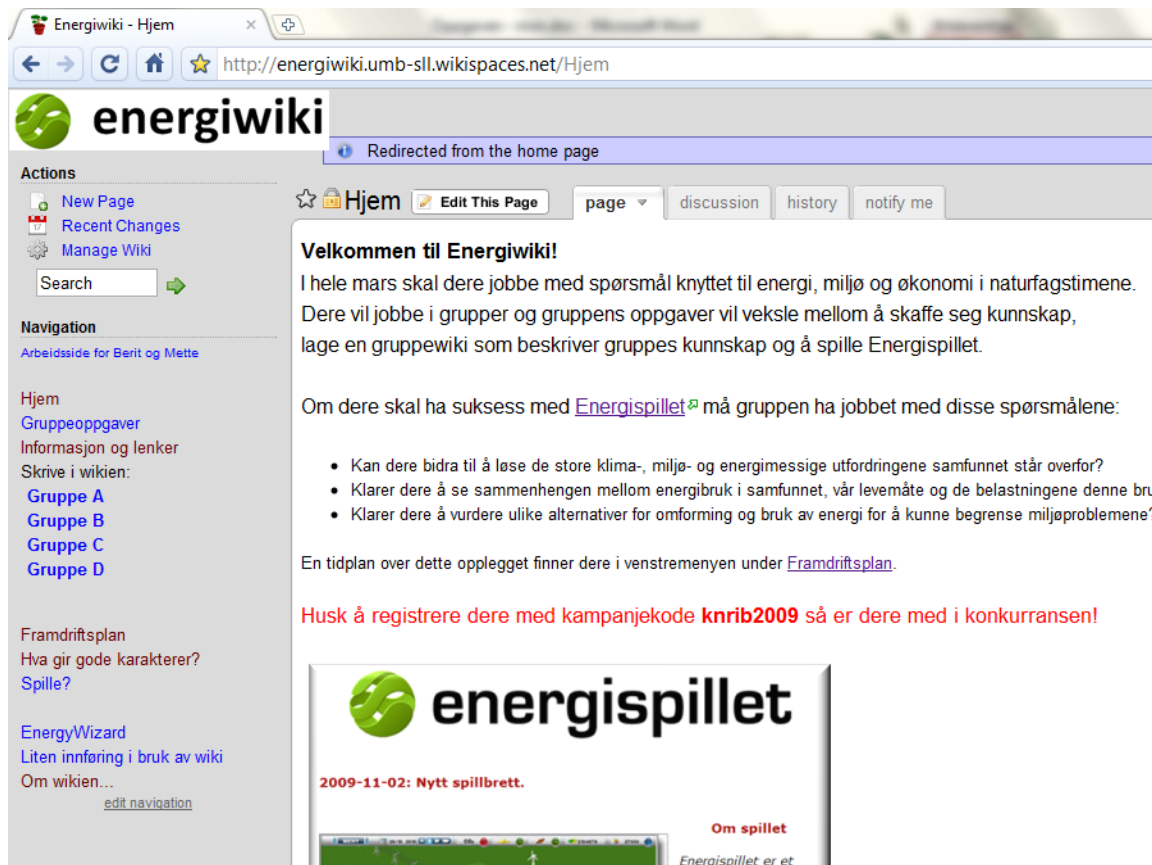 Energiwiki - Hjem
http://energiwiki.umb-sll.wikispaces.net/Hjem
energiwiki
Redirected from the home page
Actions
New Page
Recent Changes
17
Manage Wiki
Search
Navigation
Arbeidsside for Berit og Mette
Hjem
Gruppeoppgaver
Informasjon og lenker
Skrive i wikien:
Gruppe A
Gruppe B
Gruppe C
Gruppe D
Framdriftsplan
Hva gir gode karakterer?
Spille?
EnergyWizard
Liten innføring i bruk av wiki
Om wikien...
edit navigation
Hjem Edit This Page page discussion history notify me
Velkommen til Energiwiki!
I hele mars skal dere jobbe med spørsmål knyttet til energi, miljø og økonomi i naturfagstimene.
Dere vil jobbe i grupper og gruppens oppgaver vil veksle mellom å skaffe seg kunnskap,
lage en gruppewiki som beskriver gruppes kunnskap og å spille Energispillet.
Om dere skal ha suksess med Energispillet må gruppen ha jobbet med disse spørsmålene:
• Kan dere bidra til å løse de store klima-, miljø- og energimessige utfordringene samfunnet står overfor?
• Klarer dere å se sammenhengen mellom energibruk i samfunnet, vår levemåte og de belastningene denne bru
• Klarer dere å vurdere ulike alternativer for omforming og bruk av energi for å kunne begrense miljøproblemene?
En tidplan over dette opplegget finner dere i venstremenyen under Framdriftsplan.
Husk å registrere dere med kampanjekode knrib2009 så er dere med i konkurransen!
energispillet
2009-11-02: Nytt spillbrett.
Om spillet
Energispillet er et